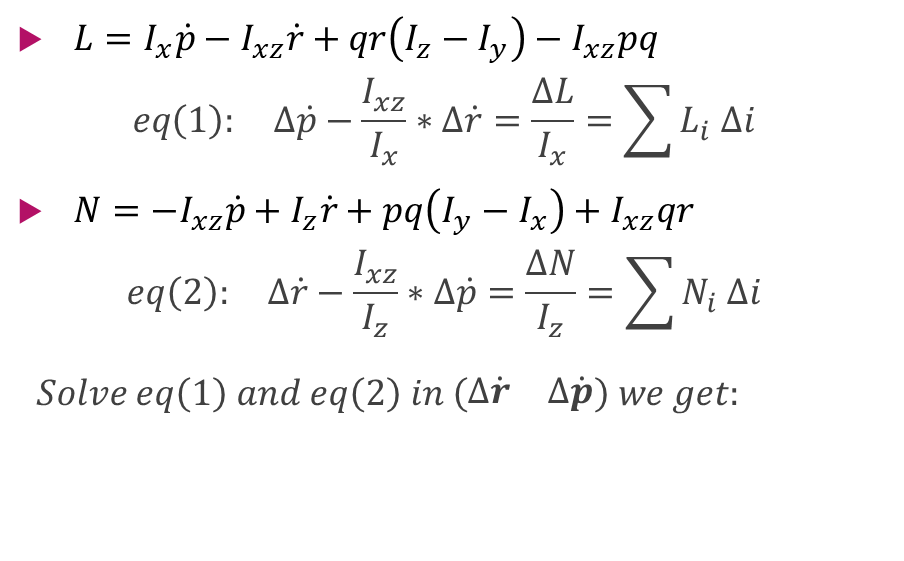 L = I_x ṗ − I_xz ṙ + qr(I_z − I_y) − I_xz pq
eq(1): Δṗ − I_xz/I_x * Δṙ = ΔL/I_x = ∑ L_i Δi
N = −I_xz ṗ + I_z ṙ + pq(I_y − I_x) + I_xz qr
eq(2): Δṙ − I_xz/I_z * Δṗ = ΔN/I_z = ∑ N_i Δi
Solve eq(1) and eq(2) in (Δṙ Δṗ) we get: